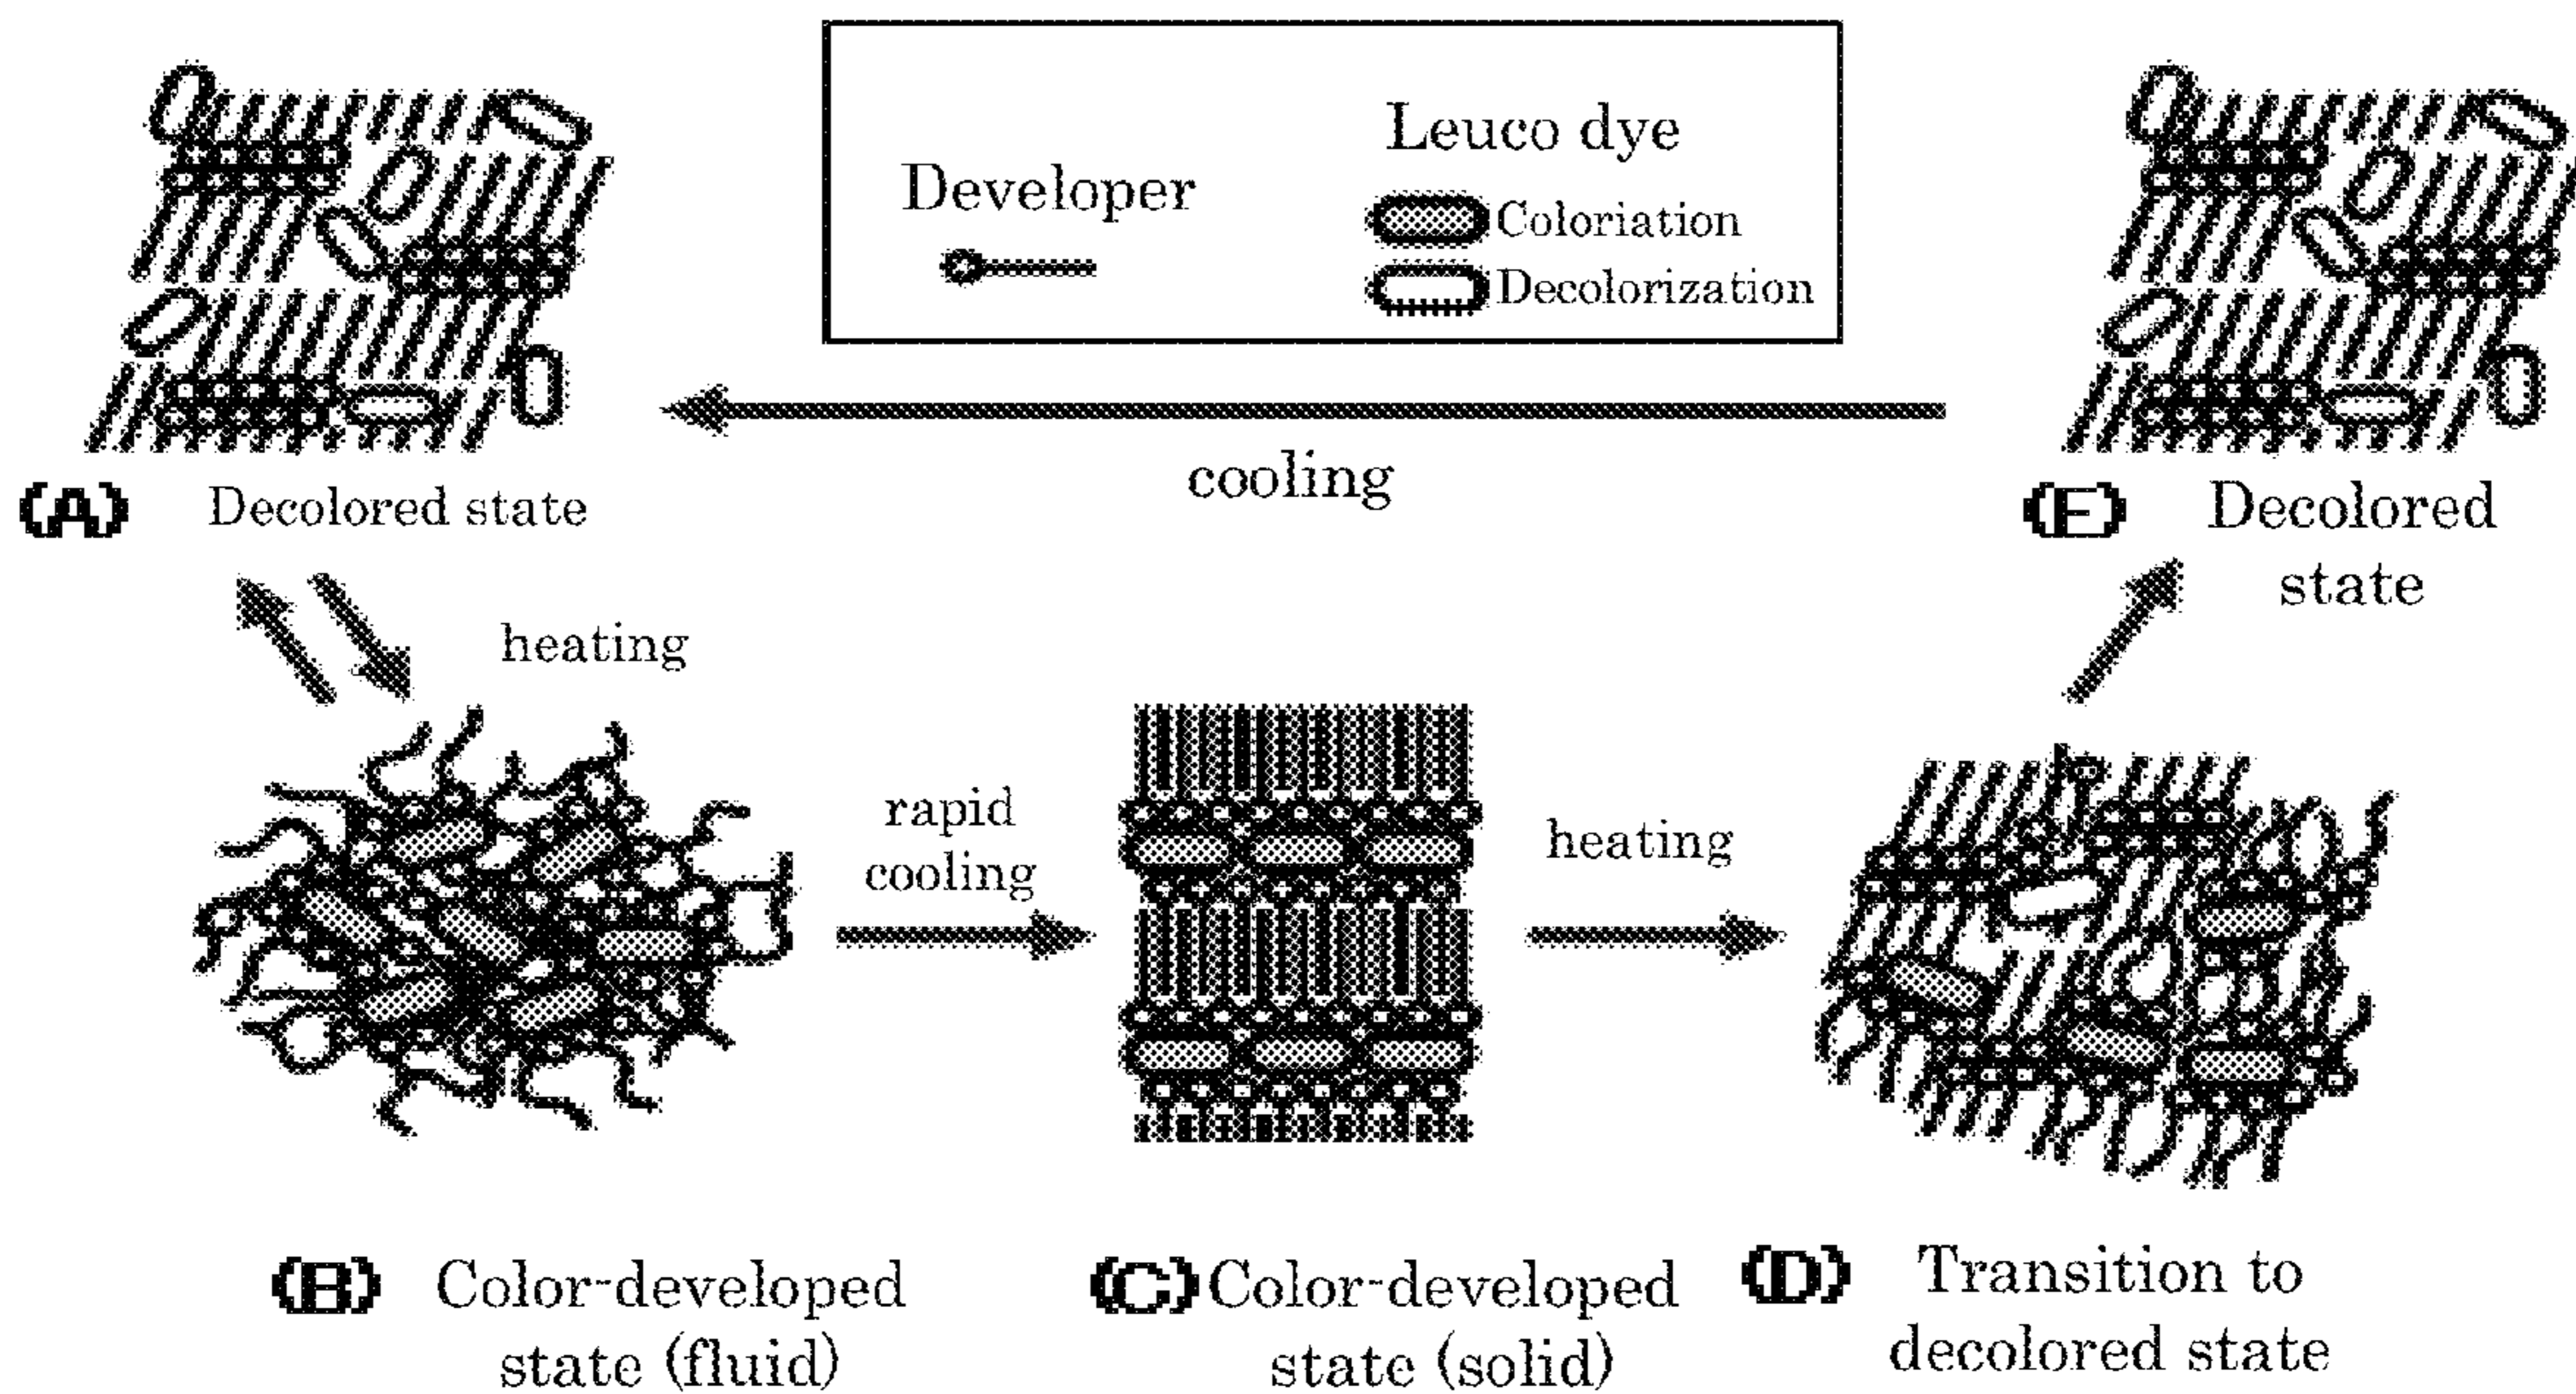 Developer
Leuco dye
Coloriation
Decolorization
cooling
(A) Decolored state
(E) Decolored
state
heating
rapid
cooling
heating
(B) Color-developed
state (fluid)
(C) Color-developed
state (solid)
(D) Transition to
decolored state